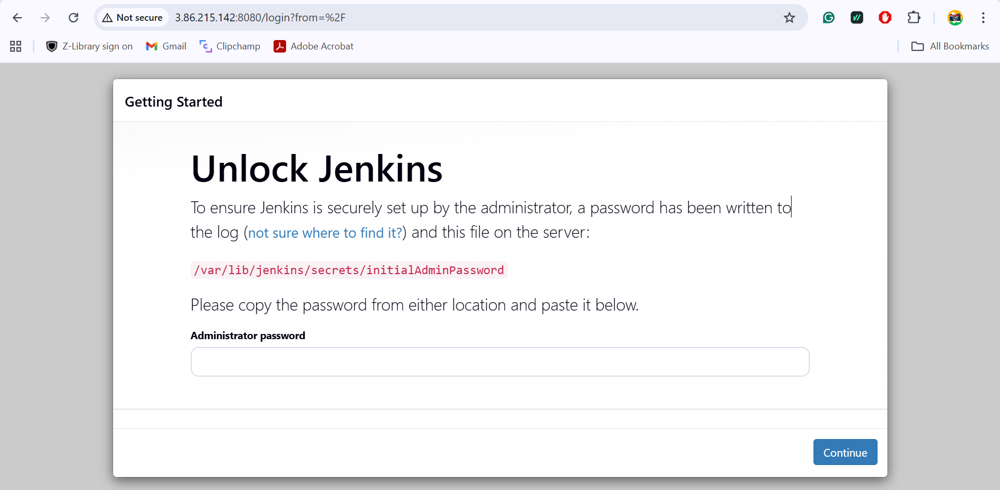 Not secure 3.86.215.142:8080/login?from=%2F
Z-Library sign on Gmail Clipchamp Adobe Acrobat All Bookmarks
Getting Started
Unlock Jenkins
To ensure Jenkins is securely set up by the administrator, a password has been written to
the log (not sure where to find it?) and this file on the server:
/var/lib/jenkins/secrets/initialAdminPassword
Please copy the password from either location and paste it below.
Administrator password
Continue